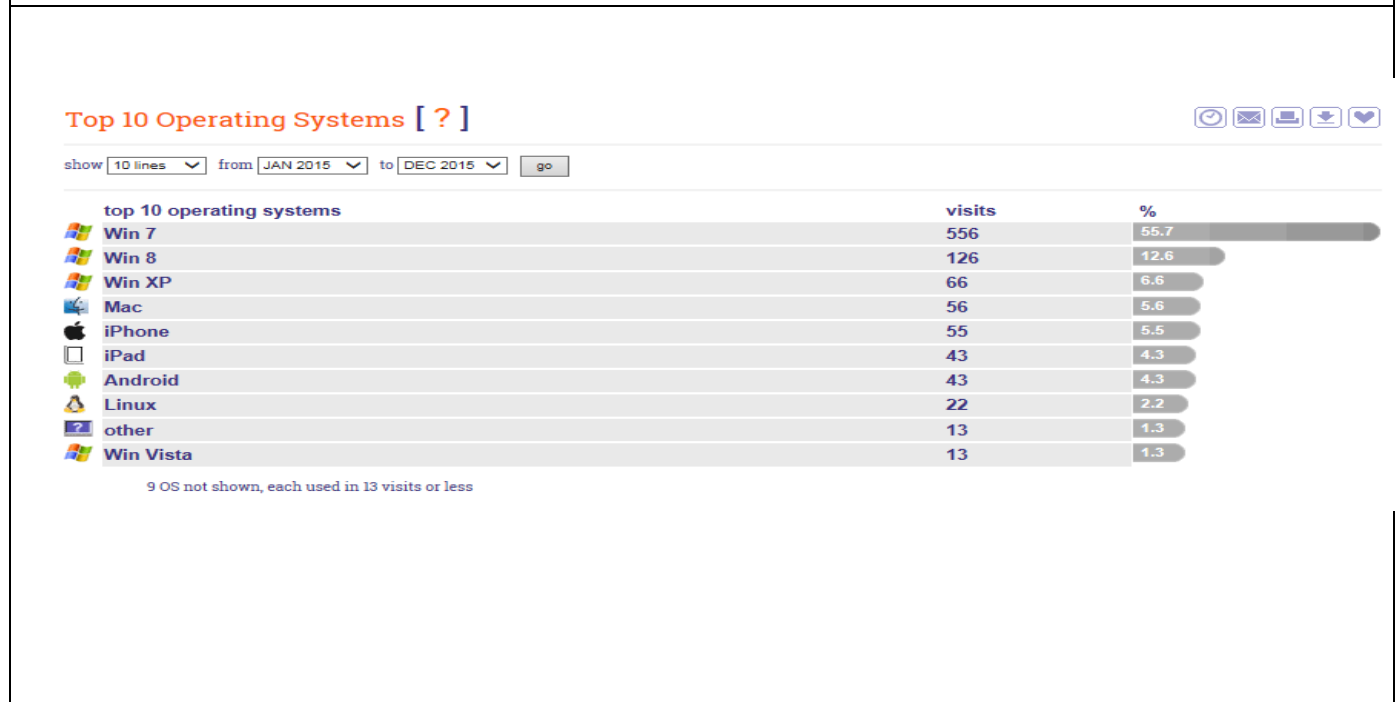 Top 10 Operating Systems [ ? ]
show 10 lines from JAN 2015 to DEC 2015 go
top 10 operating systems visits %
Win 7 556 55.7
Win 8 126 12.6
Win XP 66 6.6
Mac 56 5.6
iPhone 55 5.5
iPad 43 4.3
Android 43 4.3
Linux 22 2.2
? other 13 1.3
Win Vista 13 1.3
9 OS not shown, each used in 13 visits or less